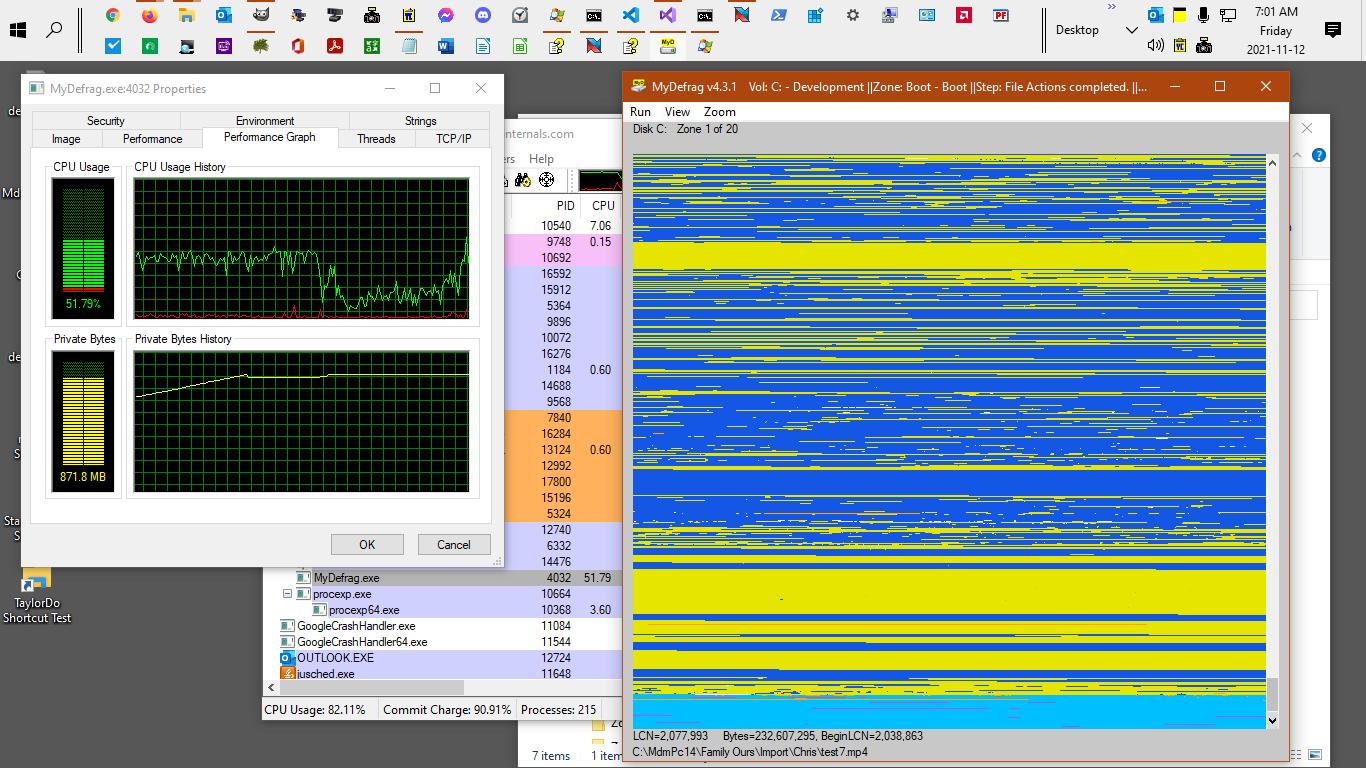 Desktop
»
7:01 AM
Friday
2021-11-12
MyDefrag.exe:4032 Properties
Security
Environment
Strings
Image
Performance
Performance Graph
Threads
TCP/IP
CPU Usage
CPU Usage History
51.79%
Private Bytes
Private Bytes History
871.8 MB
OK
Cancel
TaylorDo
Shortcut Test
nternals.com
ers Help
PID CPU
10540 7.06
9748 0.15
10692
16592
15912
5364
9896
10072
16276
1184 0.60
14688
9568
7840
16284
13124 0.60
12992
17800
15196
5324
12740
6332
14476
MyDefrag.exe 4032 51.79
procexp.exe 10664
procexp64.exe 10368 3.60
GoogleCrashHandler.exe 11084
GoogleCrashHandler64.exe 11544
OUTLOOK.EXE 12724
jusched.exe 11648
CPU Usage: 82.11% Commit Charge: 90.91% Processes: 215
7 items 1 item
MyDefrag v4.3.1 Vol: C: - Development ||Zone: Boot - Boot ||Step: File Actions completed. ||...
Run View Zoom
Disk C: Zone 1 of 20
LCN=2,077,993 Bytes=232,607,295, BeginLCN=2,038,863
C:\MdmPc14\Family Ours\Import\Chris\test7.mp4